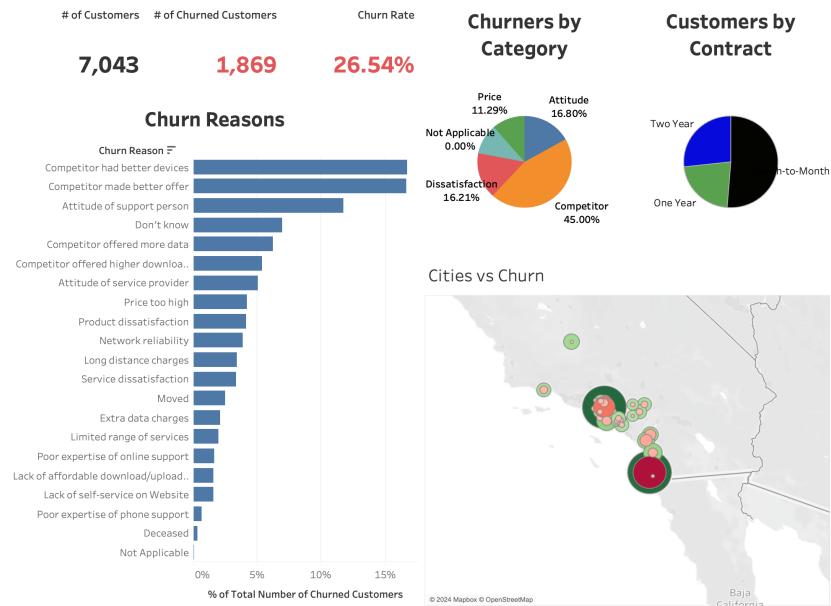 # of Customers
# of Churned Customers
Churn Rate
7,043
1,869
26.54%
Churn Reasons
Churn Reason
Competitor had better devices
Competitor made better offer
Attitude of support person
Don't know
Competitor offered more data
Competitor offered higher downloa..
Attitude of service provider
Price too high
Product dissatisfaction
Network reliability
Long distance charges
Service dissatisfaction
Moved
Extra data charges
Limited range of services
Poor expertise of online support
Lack of affordable download/upload..
Lack of self-service on Website
Poor expertise of phone support
Deceased
Not Applicable
0%
5%
10%
15%
% of Total Number of Churned Customers
Churners by
Category
Price
11.29%
Attitude
16.80%
Not Applicable
0.00%
Dissatisfaction
16.21%
Competitor
45.00%
Customers by
Contract
Two Year
-to-Month
One Year
Cities vs Churn
Baja
California
© 2024 Mapbox © OpenStreetMap